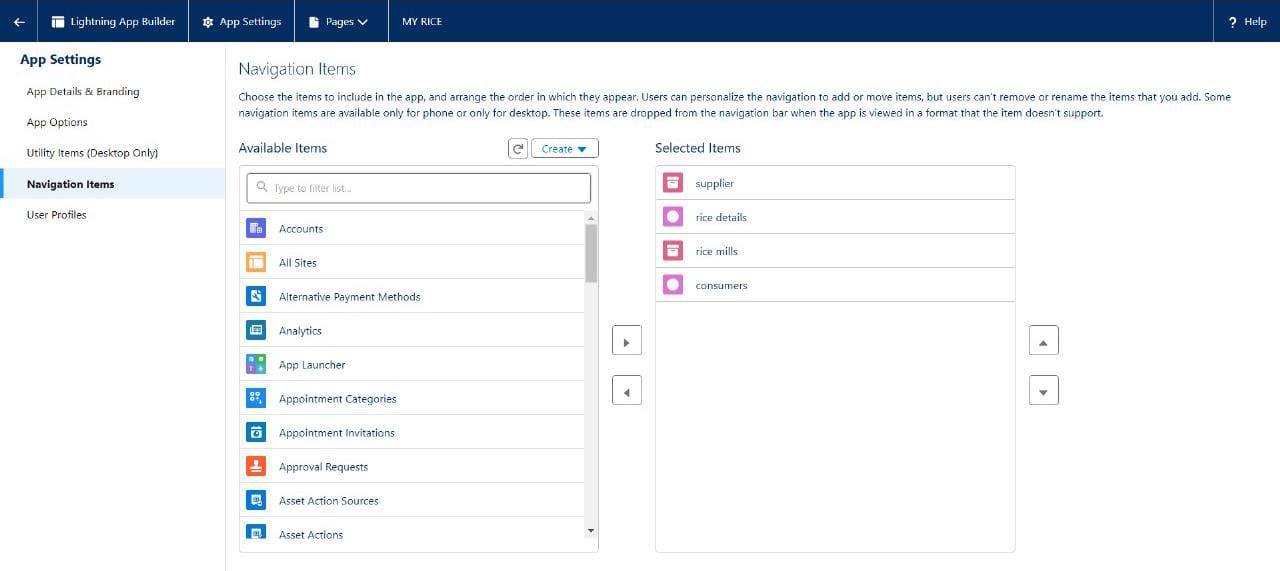 Lightning App Builder
App Settings
Pages
MY RICE
? Help
App Settings
App Details & Branding
App Options
Utility Items (Desktop Only)
Navigation Items
User Profiles
Navigation Items
Choose the items to include in the app, and arrange the order in which they appear. Users can personalize the navigation to add or move items, but users can't remove or rename the items that you add. Some
navigation items are available only for phone or only for desktop. These items are dropped from the navigation bar when the app is viewed in a format that the item doesn't support.
Available Items
Create
Type to filter list...
Accounts
All Sites
Alternative Payment Methods
Analytics
App Launcher
Appointment Categories
Appointment Invitations
Approval Requests
Asset Action Sources
Asset Actions
Selected Items
supplier
rice details
rice mills
consumers